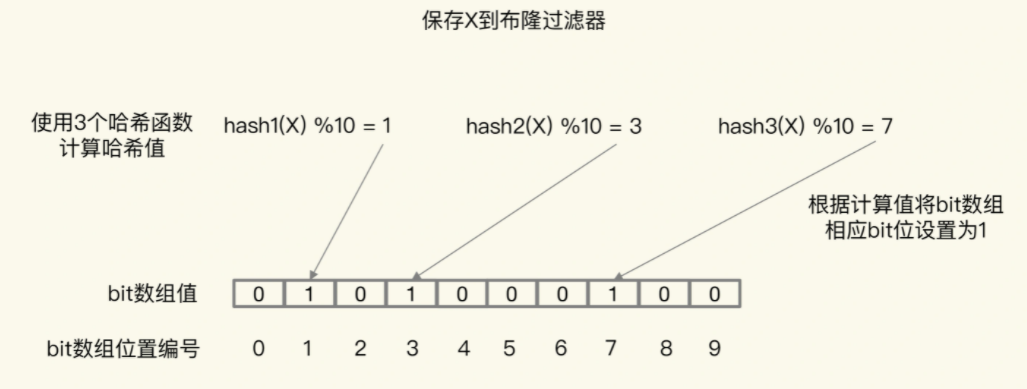 保存X到布隆过滤器
使用3个哈希函数
计算哈希值
hash1(X) %10 = 1
hash2(X) %10 = 3
hash3(X) %10 = 7
根据计算值将bit数组
相应bit位设置为1
bit数组值 0 1 0 1 0 0 0 1 0 0
bit数组位置编号 0 1 2 3 4 5 6 7 8 9